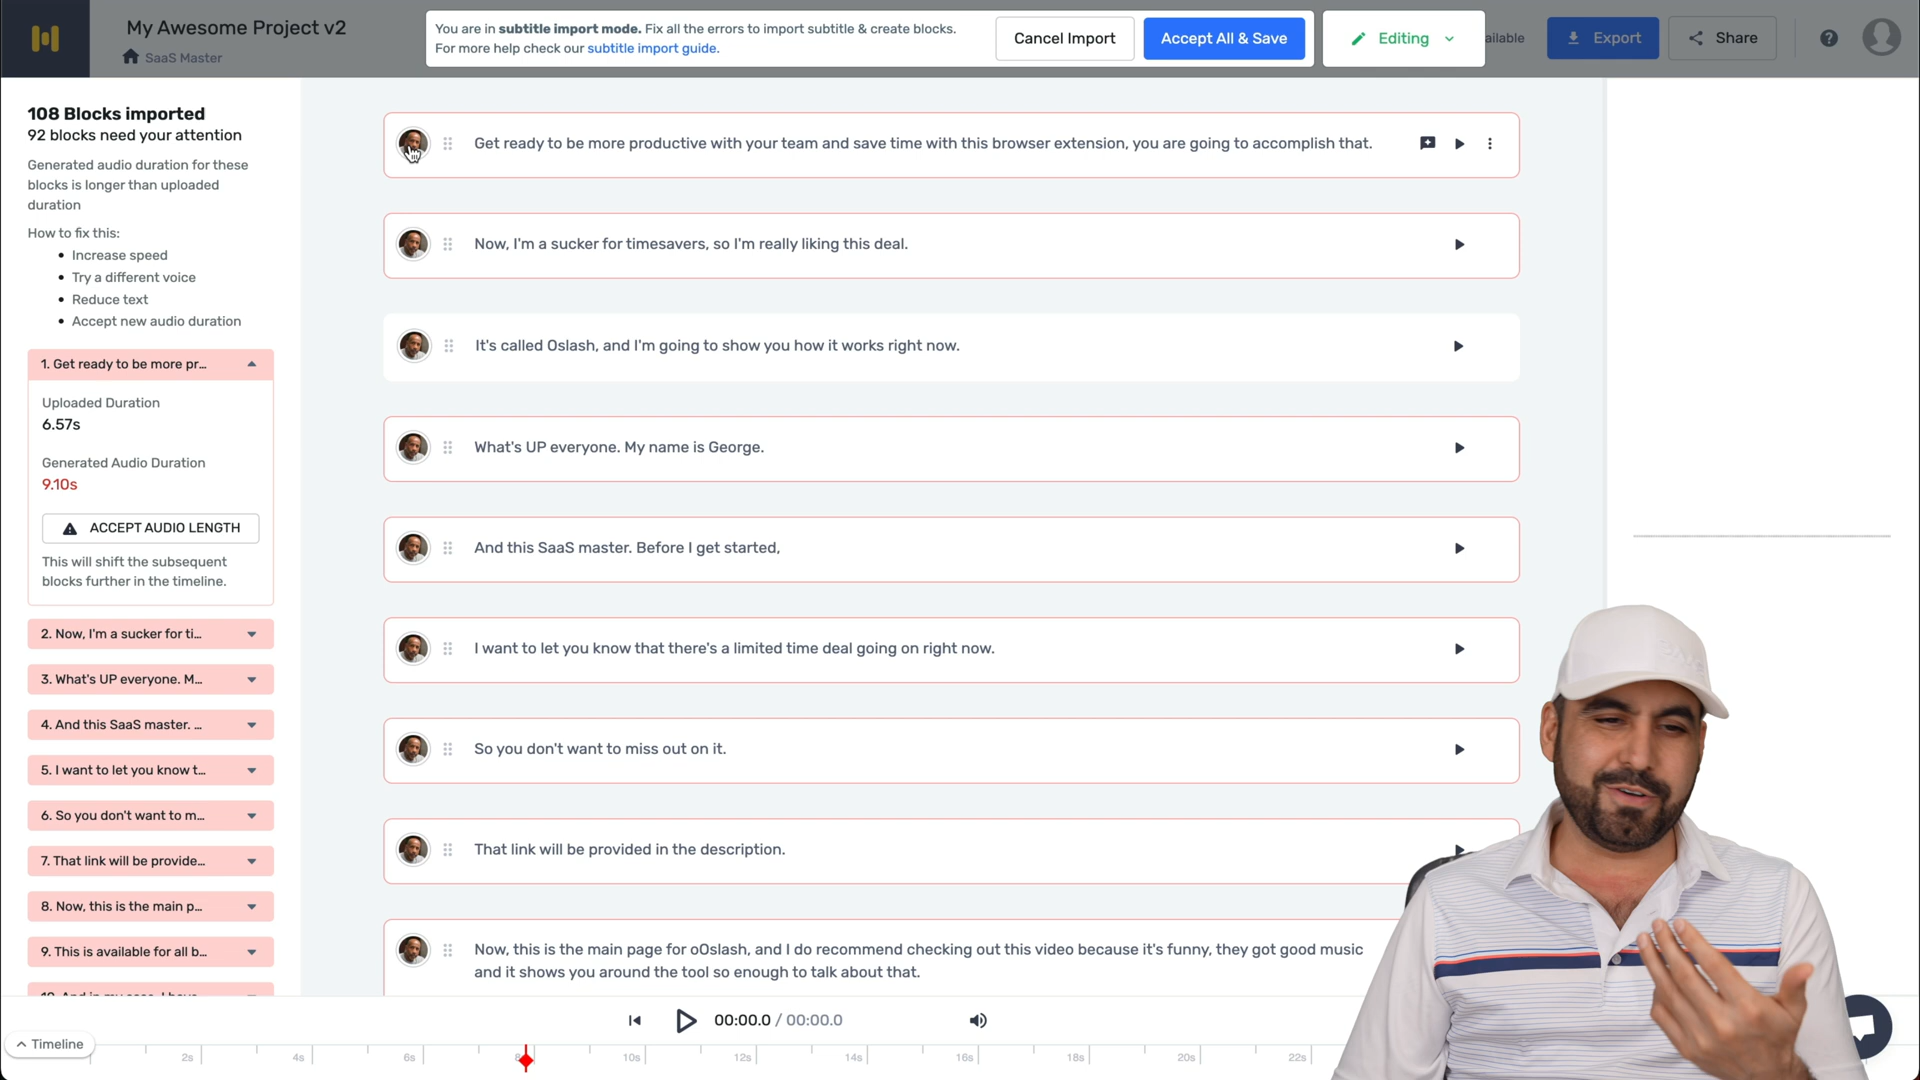 My Awesome Project v2
SaaS Master
You are in subtitle import mode. Fix all the errors to import subtitle & create blocks.
For more help check our subtitle import guide.
Cancel Import
Accept All & Save
Editing
ailable
Export
Share
108 Blocks imported
92 blocks need your attention
Generated audio duration for these
blocks is longer than uploaded
duration
How to fix this:
• Increase speed
• Try a different voice
• Reduce text
• Accept new audio duration
1. Get ready to be more pr...
Uploaded Duration
6.57s
Generated Audio Duration
9.10s
ACCEPT AUDIO LENGTH
This will shift the subsequent
blocks further in the timeline.
2. Now, I'm a sucker for ti...
3. What's UP everyone. M...
4. And this SaaS master. ...
5. I want to let you know t...
6. So you don't want to m...
7. That link will be provide...
8. Now, this is the main p...
9. This is available for all b...
Get ready to be more productive with your team and save time with this browser extension, you are going to accomplish that.
Now, I'm a sucker for timesavers, so I'm really liking this deal.
It's called Oslash, and I'm going to show you how it works right now.
What's UP everyone. My name is George.
And this SaaS master. Before I get started,
I want to let you know that there's a limited time deal going on right now.
So you don't want to miss out on it.
That link will be provided in the description.
Now, this is the main page for oOslash, and I do recommend checking out this video because it's funny, they got good music
and it shows you around the tool so enough to talk about that.
00:00.0 / 00:00.0
Timeline
2s
4s
6s
8
10s
12s
14s
16s
18s
20s
22s